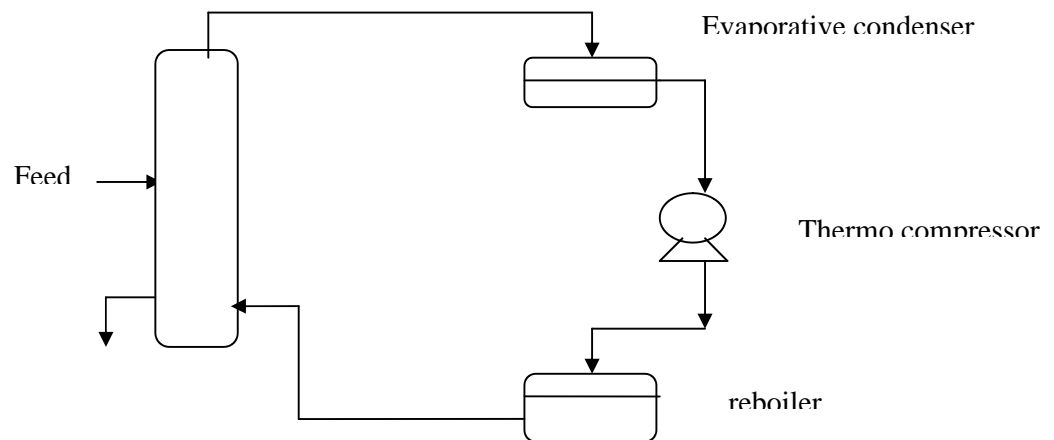 Evaporative condenser
Feed
Thermo compressor
reboiler